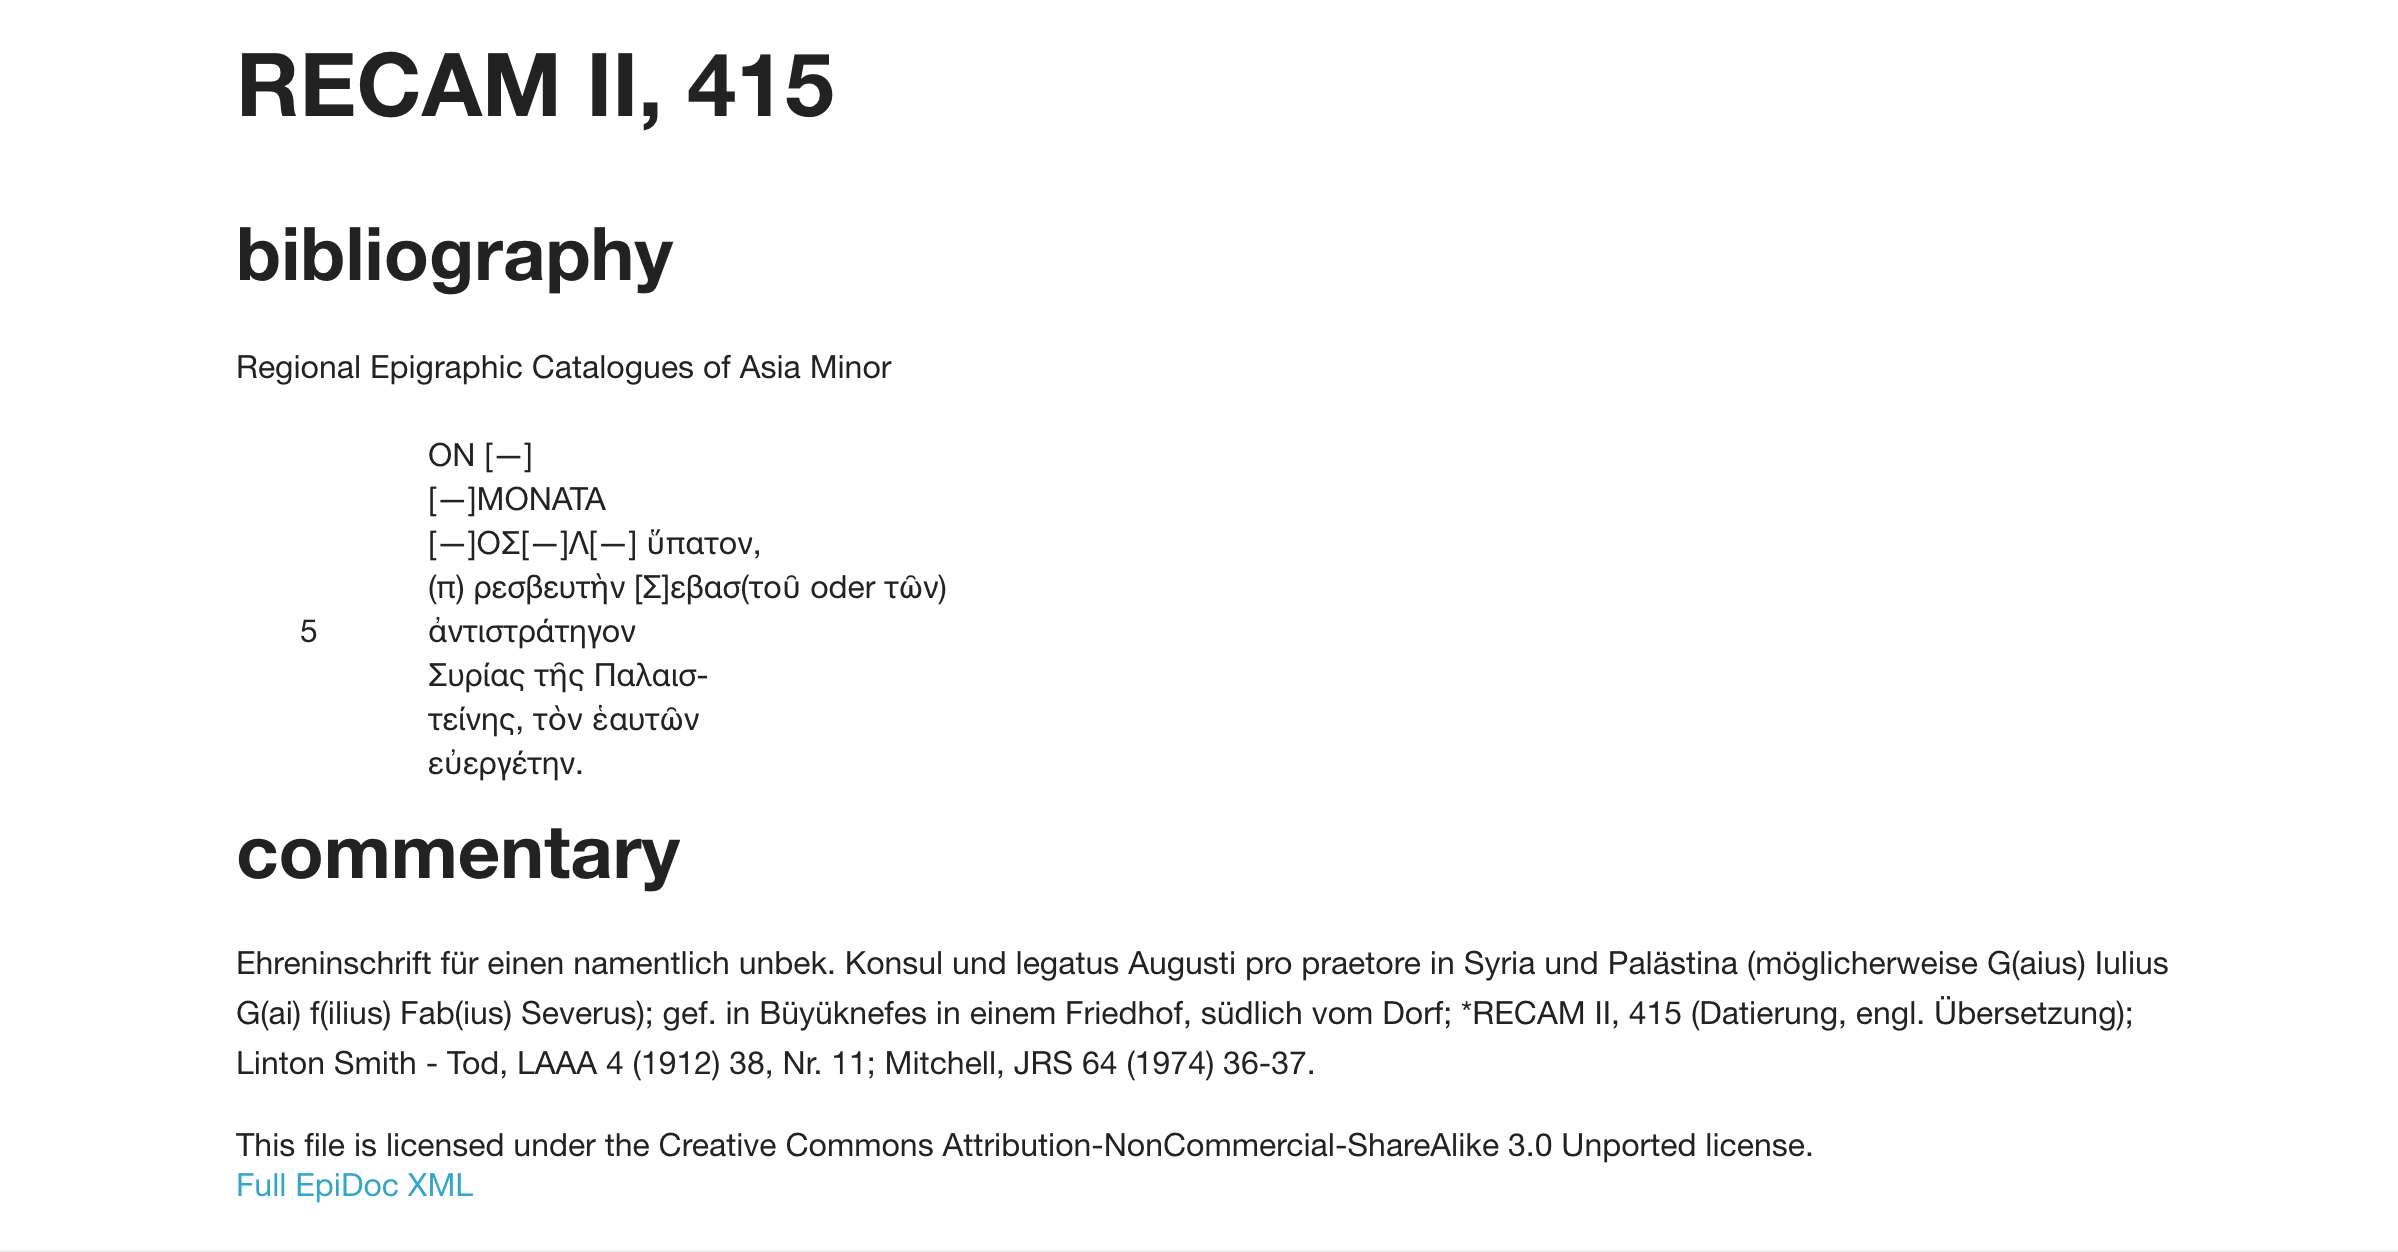 RECAM II, 415
bibliography
Regional Epigraphic Catalogues of Asia Minor
ON [—]
[—]ΜΟΝΑΤΑ
[—]ΟΣ[—]Λ[—] ὕπατον,
(π) ρεσβευτὴν [Σ]εβασ(τοῦ oder τῶν)
5 ἀντιστράτηγον
Συρίας τῆς Παλαισ-
τείνης, τὸν ἑαυτῶν
εὐεργέτην.
commentary
Ehreninschrift für einen namentlich unbek. Konsul und legatus Augusti pro praetore in Syria und Palästina (möglicherweise G(aius) Iulius
G(ai) f(ilius) Fab(ius) Severus); gef. in Büyüknefes in einem Friedhof, südlich vom Dorf; *RECAM II, 415 (Datierung, engl. Übersetzung);
Linton Smith - Tod, LAAA 4 (1912) 38, Nr. 11; Mitchell, JRS 64 (1974) 36-37.
This file is licensed under the Creative Commons Attribution-NonCommercial-ShareAlike 3.0 Unported license.
Full EpiDoc XML